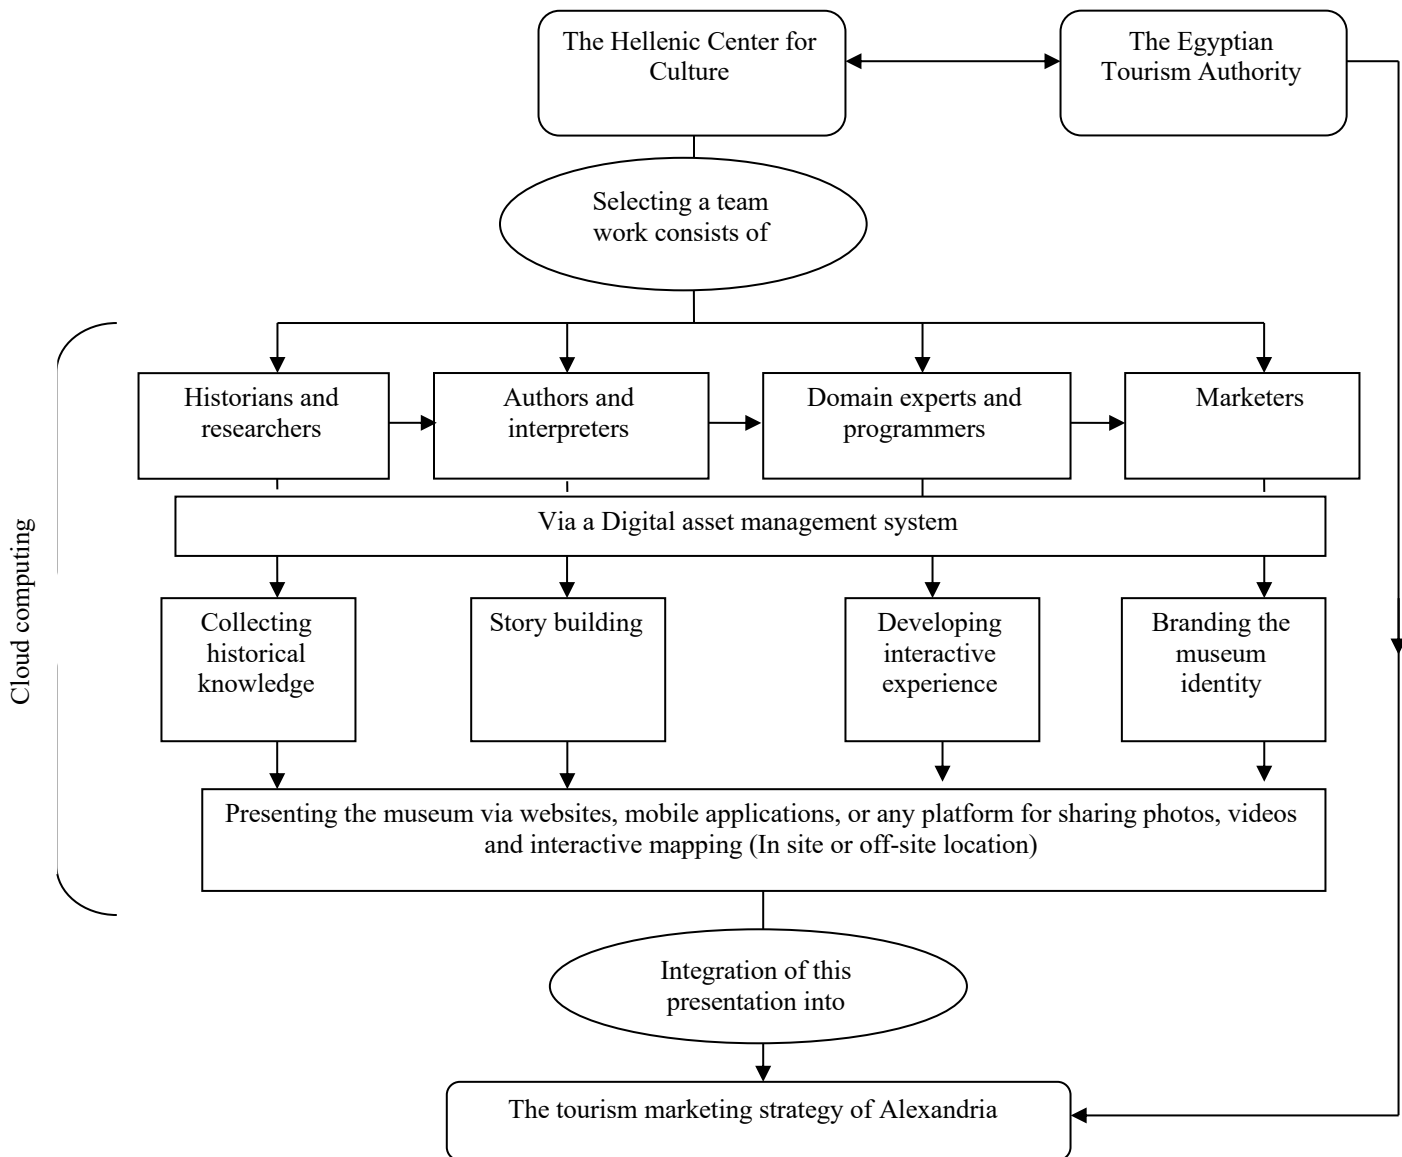 The Hellenic Center for
Culture
The Egyptian
Tourism Authority
Selecting a team
work consists of
Historians and
researchers
Authors and
interpreters
Domain experts and
programmers
Marketers
Via a Digital asset management system
Cloud computing
Collecting
historical
knowledge
Story building
Developing
interactive
experience
Branding the
museum
identity
Presenting the museum via websites, mobile applications, or any platform for sharing photos, videos
and interactive mapping (In site or off-site location)
Integration of this
presentation into
The tourism marketing strategy of Alexandria